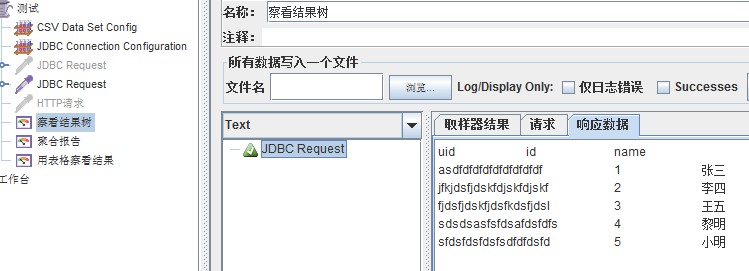 测试
CSV Data Set Config
JDBC Connection Configuration
JDBC Request
JDBC Request
HTTP请求
察看结果树
聚合报告
用表格察看结果
工作台
名称： 察看结果树
注释：
所有数据写入一个文件
文件名 浏览... Log/Display Only: 仅日志错误 Successes
Text
JDBC Request
取样器结果 请求 响应数据
uid id name
asdfdfdfdfdfdfdfdf 1 张三
jfkjdsfjdskfdjskfdjskf 2 李四
fjdsfjdskfjdsfkdsfjdsl 3 王五
sdsdsasfsfdsafdsfdfs 4 黎明
sfdsfdsfdsfsdfdfdsfd 5 小明